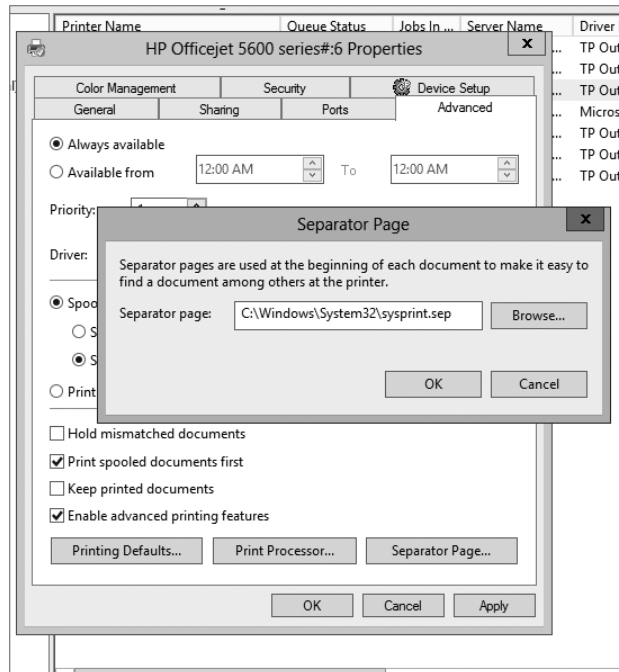 Printer Name Queue Status Jobs In ... Server Name Driver
HP Officejet 5600 series#:6 Properties x
... TP Out
... TP Out
... TP Out
... Micros
... TP Out
... TP Out
... TP Out
Color Management Security Device Setup
General Sharing Ports Advanced
Always available
Available from 12:00 AM To 12:00 AM
Priority:
Separator Page x
Driver:
Separator pages are used at the beginning of each document to make it easy to
find a document among others at the printer.
Spoo
Separator page: C:\Windows\System32\sysprint.sep Browse...
S
S
OK Cancel
Print
Hold mismatched documents
Print spooled documents first
Keep printed documents
Enable advanced printing features
Printing Defaults... Print Processor... Separator Page...
OK Cancel Apply